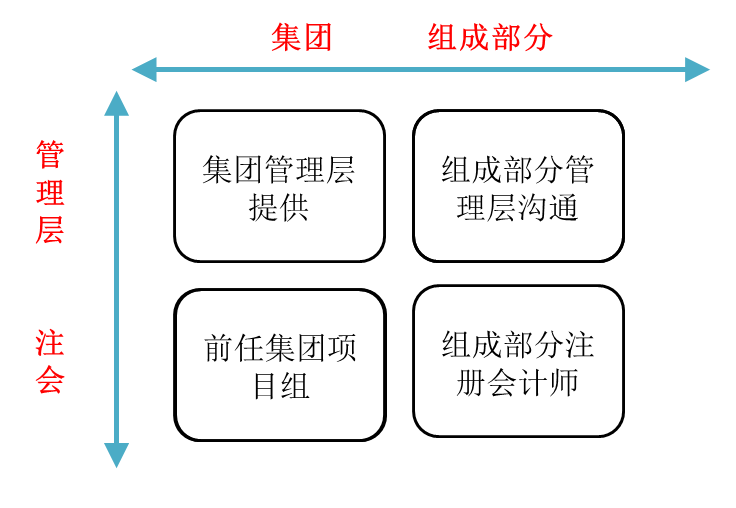 集团 组成部分
管理层
集团管理层
提供
组成部分管
理层沟通
注会
前任集团项
目组
组成部分注
册会计师